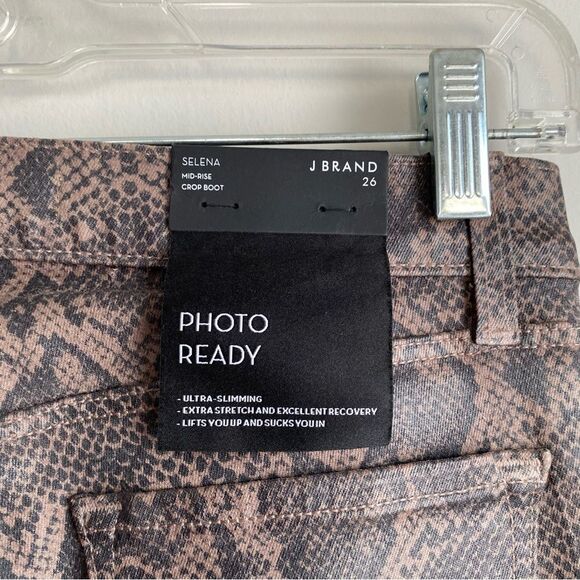 SELENA
J BRAND
MID-RISE
26
CROP BOOT
PHOTO
READY
- ULTRA-SLIMMING
- EXTRA STRETCH AND EXCELLENT RECOVERY
- LIFTS YOU UP AND SUCKS YOU IN